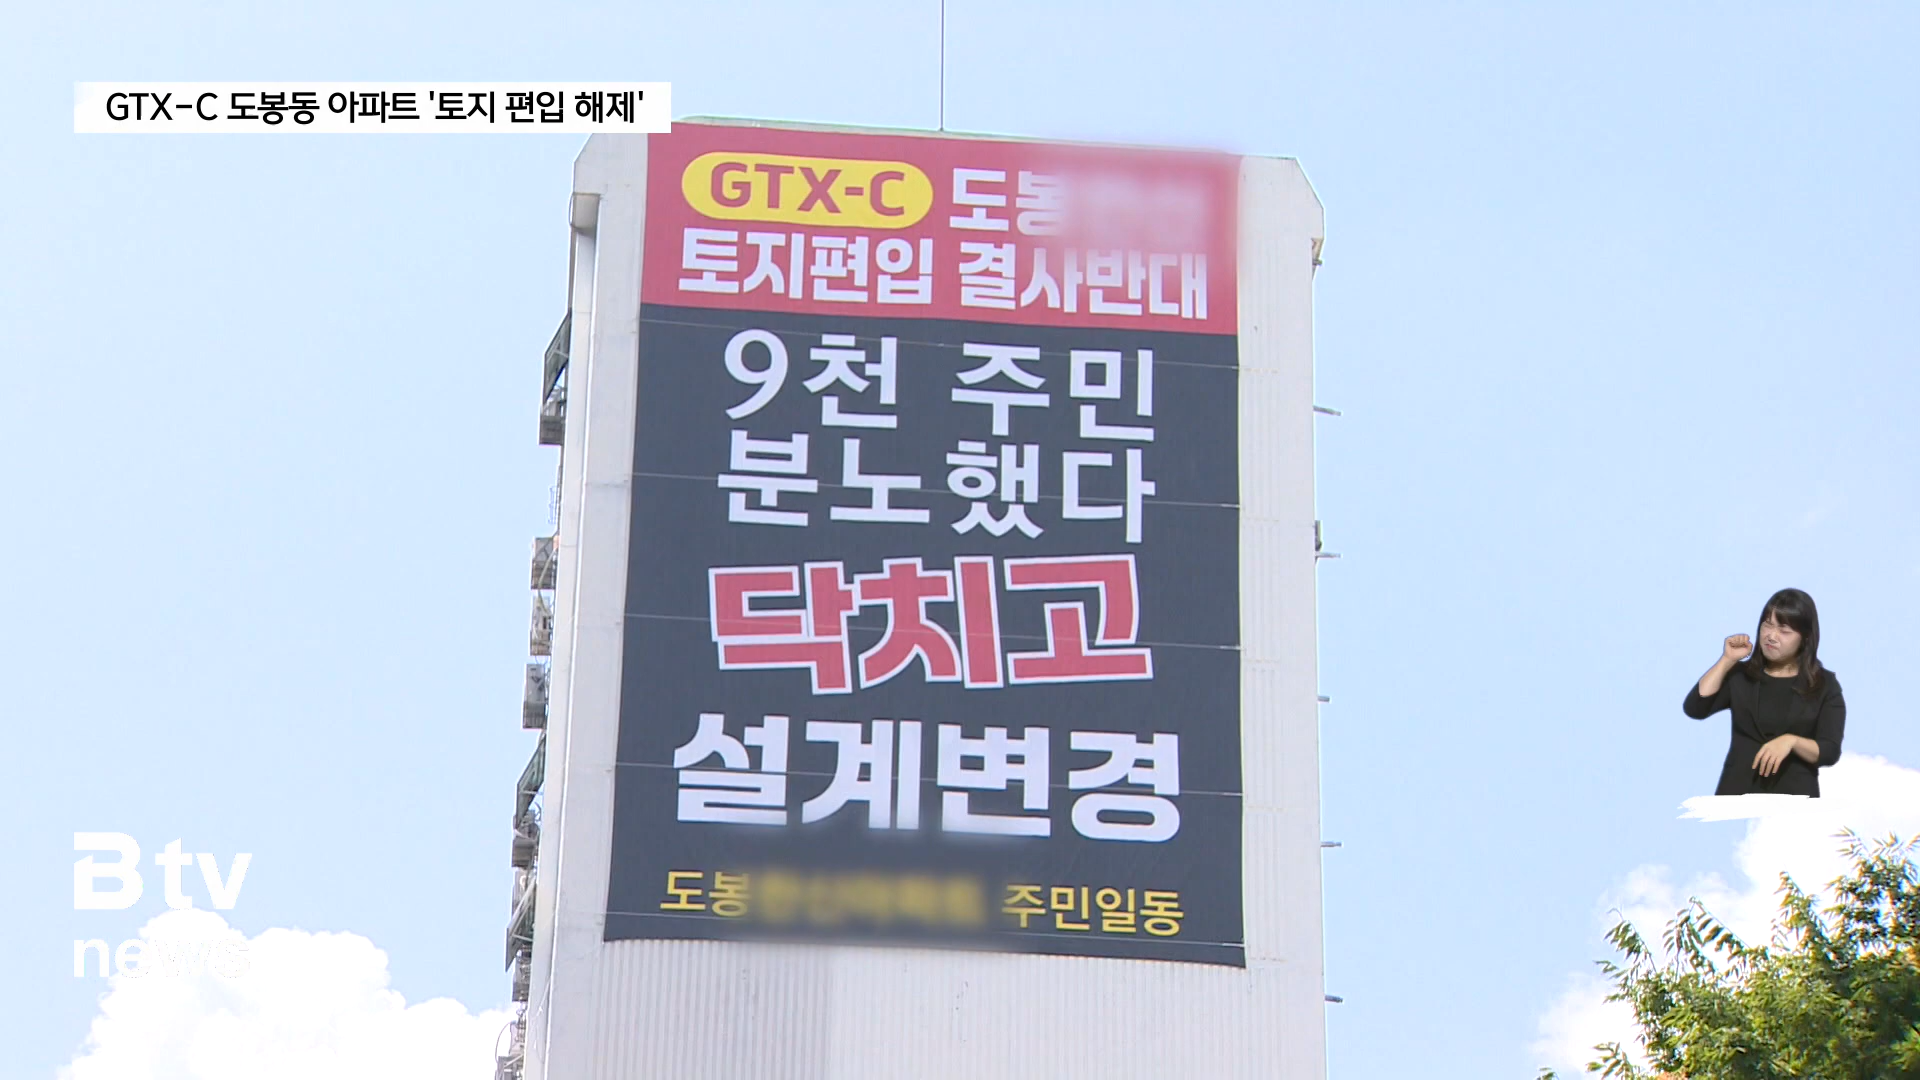 GTX-C 도봉동 아파트 '토지 편입 해제'
GTX-C 도봉
토지편입 결사반대
9천 주민
분노했다
닥치고
설계변경
도봉 주민일동
B tv
news